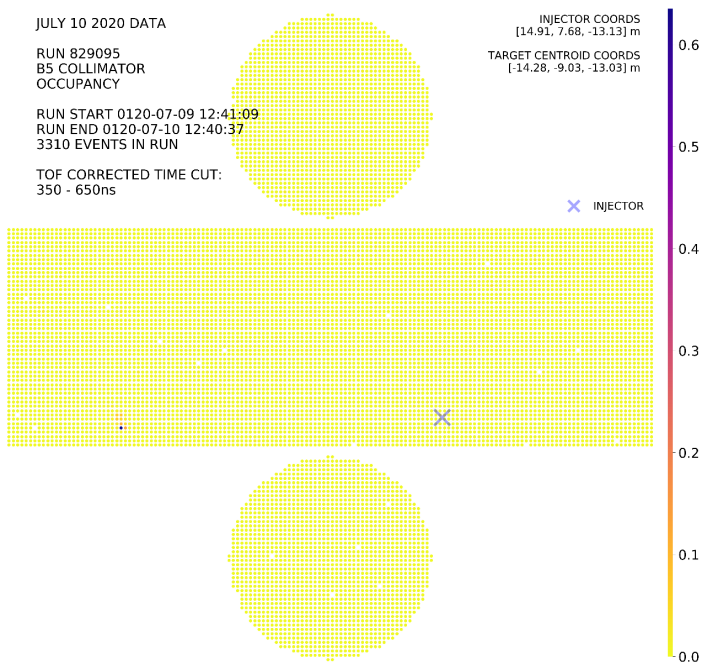 JULY 10 2020 DATA
RUN 829095
B5 COLLIMATOR
OCCUPANCY
RUN START 0120-07-09 12:41:09
RUN END 0120-07-10 12:40:37
3310 EVENTS IN RUN
TOF CORRECTED TIME CUT:
350 - 650ns
INJECTOR COORDS
[14.91, 7.68, -13.13] m
TARGET CENTROID COORDS
[-14.28, -9.03, -13.03] m
INJECTOR
0.6
0.5
0.4
0.3
0.2
0.1
0.0